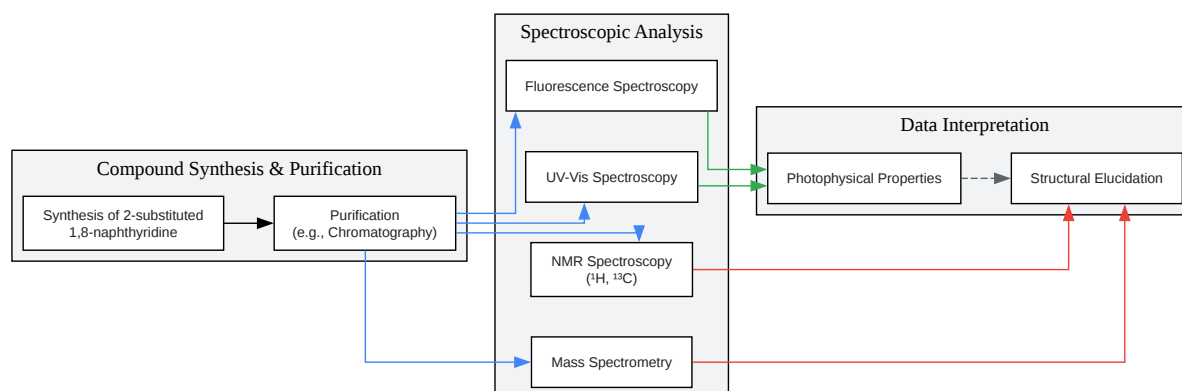 Compound Synthesis & Purification
Synthesis of 2-substituted
1,8-naphthyridine
Purification
(e.g., Chromatography)
Spectroscopic Analysis
Fluorescence Spectroscopy
UV-Vis Spectroscopy
NMR Spectroscopy
(¹H, ¹³C)
Mass Spectrometry
Data Interpretation
Photophysical Properties
Structural Elucidation